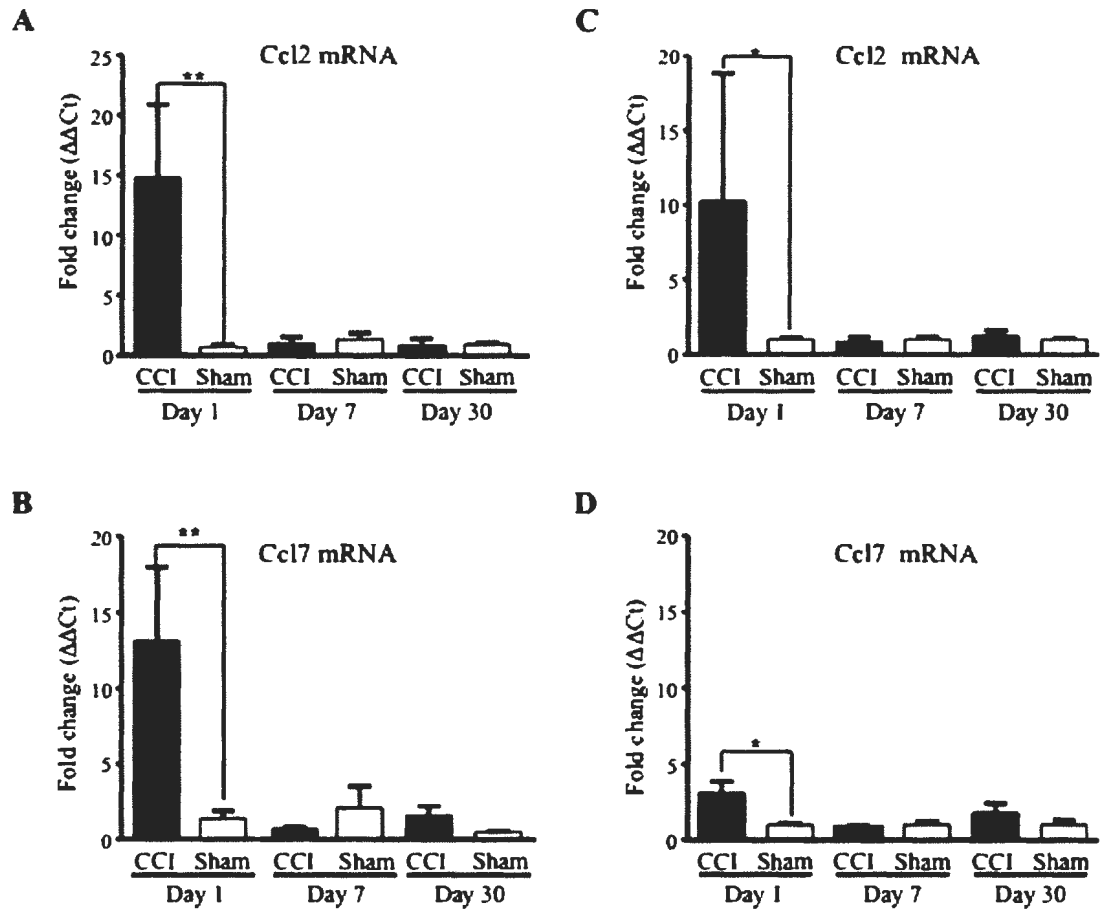 A
Ccl2 mRNA
**
Fold change (ΔΔCt)
25
20
15
10
5
0
CCI Sham CCI Sham CCI Sham
Day 1 Day 7 Day 30
C
Ccl2 mRNA
*
Fold change (ΔΔCt)
20
15
10
5
0
CCI Sham CCI Sham CCI Sham
Day 1 Day 7 Day 30
B
Ccl7 mRNA
**
Fold change (ΔΔCt)
20
15
10
5
0
CCI Sham CCI Sham CCI Sham
Day 1 Day 7 Day 30
D
Ccl7 mRNA
*
Fold change (ΔΔCt)
20
15
10
5
0
CCI Sham CCI Sham CCI Sham
Day 1 Day 7 Day 30